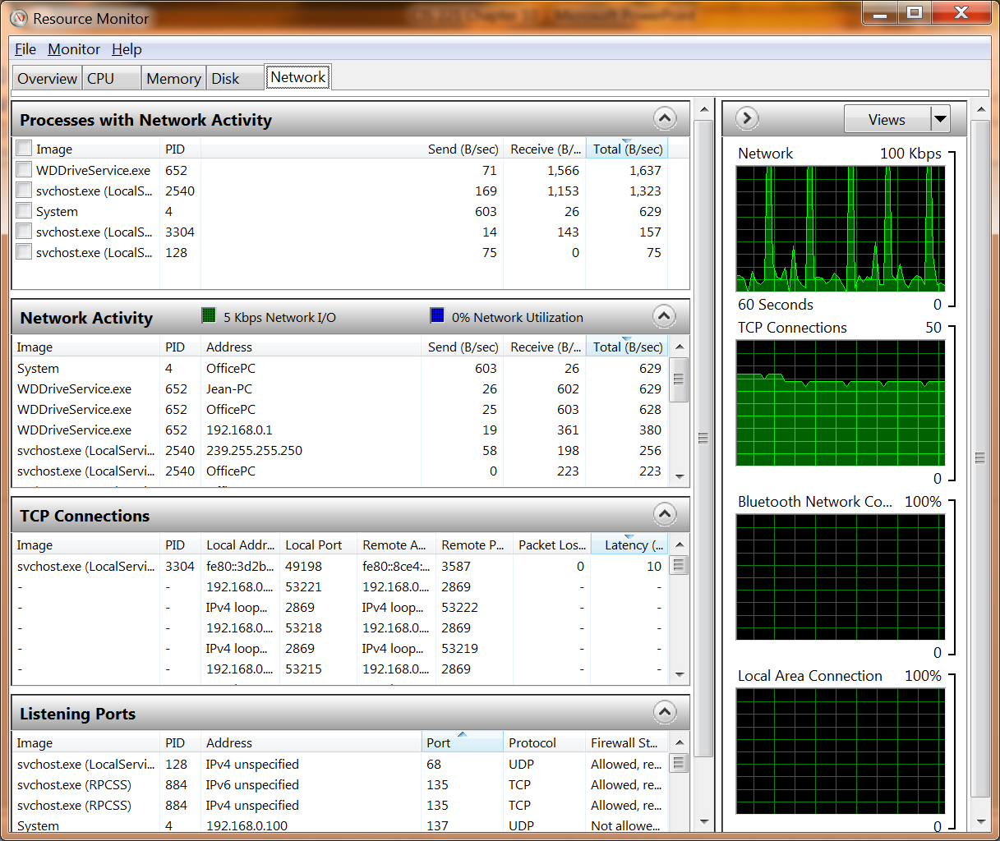 CIS 221 Chapter 10 - Microsoft PowerPoint
Resource Monitor
File Monitor Help
Overview CPU Memory Disk Network
Processes with Network Activity
Image PID Send (B/sec) Receive (B/... Total (B/sec)
WDDriveService.exe 652 71 1,566 1,637
svchost.exe (LocalS... 2540 169 1,153 1,323
System 4 603 26 629
svchost.exe (LocalS... 3304 14 143 157
svchost.exe (LocalS... 128 75 0 75
Network Activity 5 Kbps Network I/O 0% Network Utilization
Image PID Address Send (B/sec) Receive (B/... Total (B/sec)
System 4 OfficePC 603 26 629
WDDriveService.exe 652 Jean-PC 26 602 629
WDDriveService.exe 652 OfficePC 25 603 628
WDDriveService.exe 652 192.168.0.1 19 361 380
svchost.exe (LocalServi... 2540 239.255.255.250 58 198 256
svchost.exe (LocalServi... 2540 OfficePC 0 223 223
TCP Connections
Image PID Local Addr... Local Port Remote A... Remote P... Packet Los... Latency (...
svchost.exe (LocalServi... 3304 fe80::3d2b... 49198 fe80::8ce4:... 3587 0 10
- - 192.168.0.... 53221 192.168.0.... 2869 - -
- - IPv4 loop... 2869 IPv4 loop... 53222 - -
- - 192.168.0.... 53218 192.168.0.... 2869 - -
- - IPv4 loop... 2869 IPv4 loop... 53219 - -
- - 192.168.0.... 53215 192.168.0.... 2869 - -
Listening Ports
Image PID Address Port Protocol Firewall St...
svchost.exe (LocalServi... 128 IPv4 unspecified 68 UDP Allowed, re...
svchost.exe (RPCSS) 884 IPv6 unspecified 135 TCP Allowed, re...
svchost.exe (RPCSS) 884 IPv4 unspecified 135 TCP Allowed, re...
System 4 192.168.0.100 137 UDP Not allowe...
Views
Network 100 Kbps
60 Seconds 0
TCP Connections 50
0
Bluetooth Network Co... 100%
0
Local Area Connection 100%
0